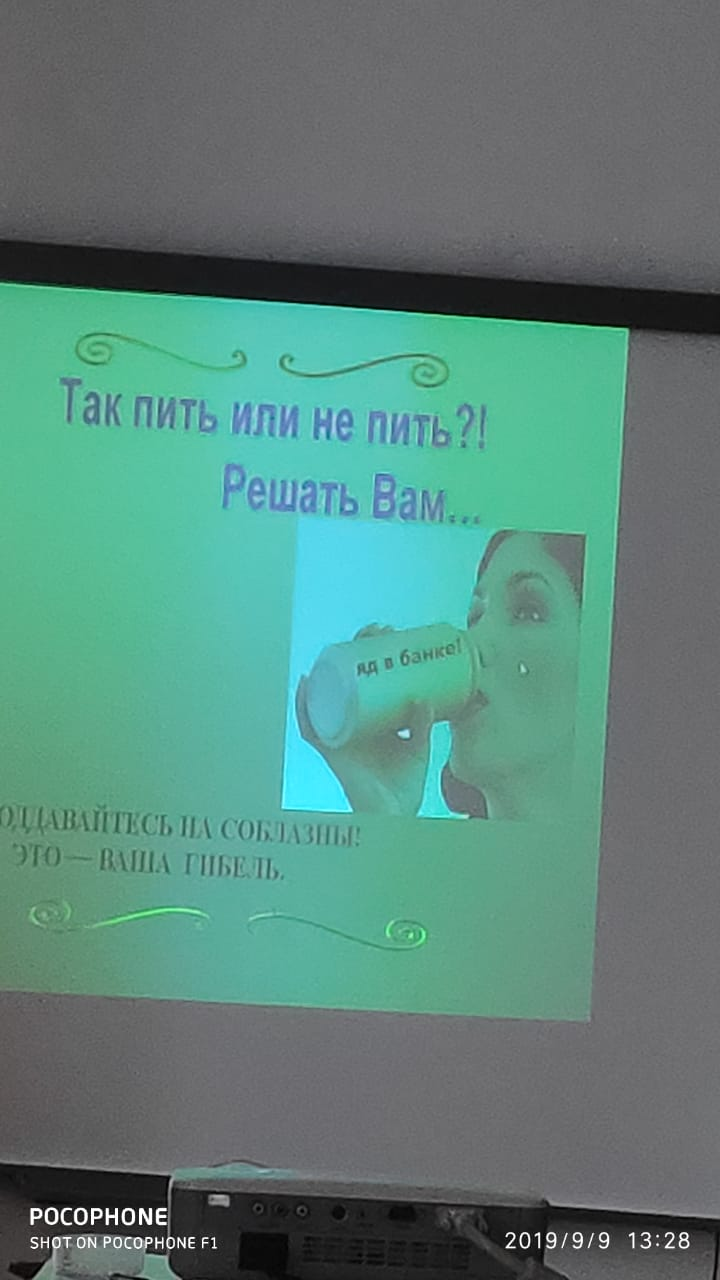 Так пить или не пить?!
Решать Вам...
яд в банке!
ОДДАВАЙТЕСЬ НА СОБЛАЗНЫ!
ЭТО — ВАША ГИБЕЛЬ.
POCOPHONE
SHOT ON POCOPHONE F1
2019/9/9 13:28